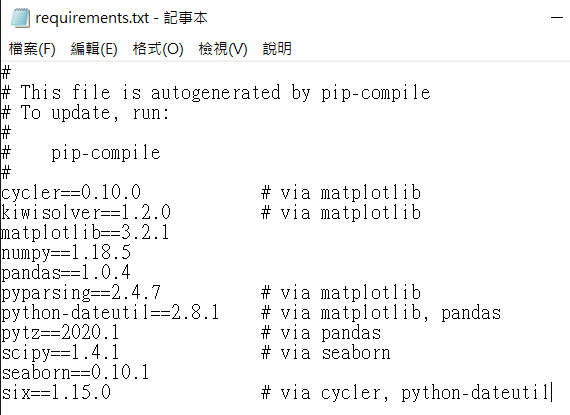 requirements.txt - 記事本
檔案(F) 編輯(E) 格式(O) 檢視(V) 說明
#
# This file is autogenerated by pip-compile
# To update, run:
#
#    pip-compile
#
cycler==0.10.0            # via matplotlib
kiwisolver==1.2.0         # via matplotlib
matplotlib==3.2.1
numpy==1.18.5
pandas==1.0.4
pyparsing==2.4.7          # via matplotlib
python-dateutil==2.8.1    # via matplotlib, pandas
pytz==2020.1              # via pandas
scipy==1.4.1              # via seaborn
seaborn==0.10.1
six==1.15.0               # via cycler, python-dateutil